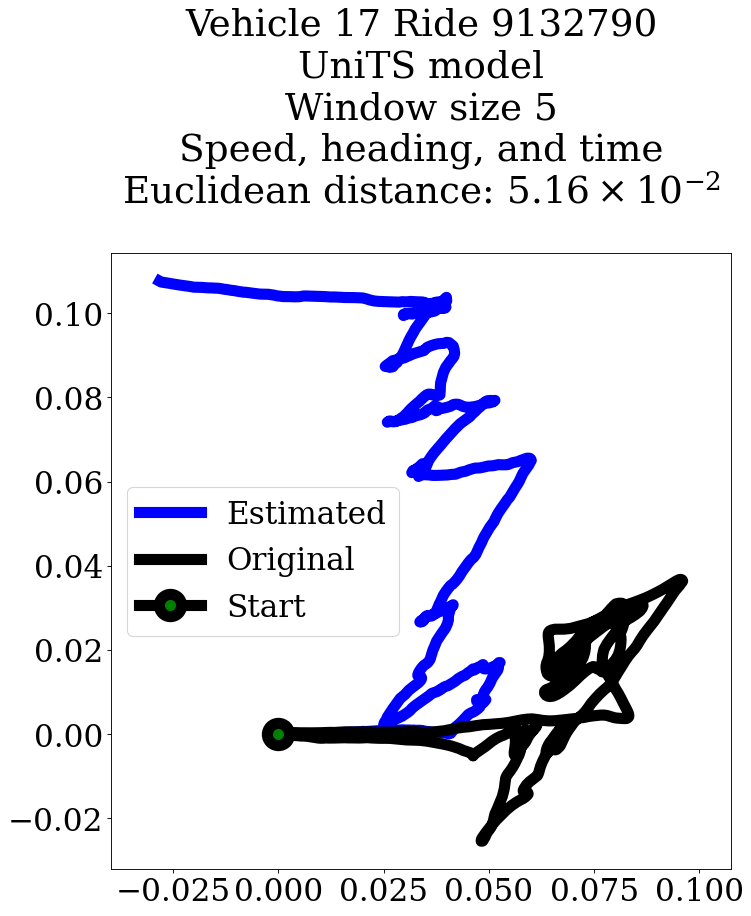 Vehicle 17 Ride 9132790
UniTS model
Window size 5
Speed, heading, and time
Euclidean distance: 5.16 × 10⁻²
0.10
0.08
0.06
0.04
0.02
0.00
−0.02
Estimated
Original
Start
−0.025 0.000 0.025 0.050 0.075 0.100